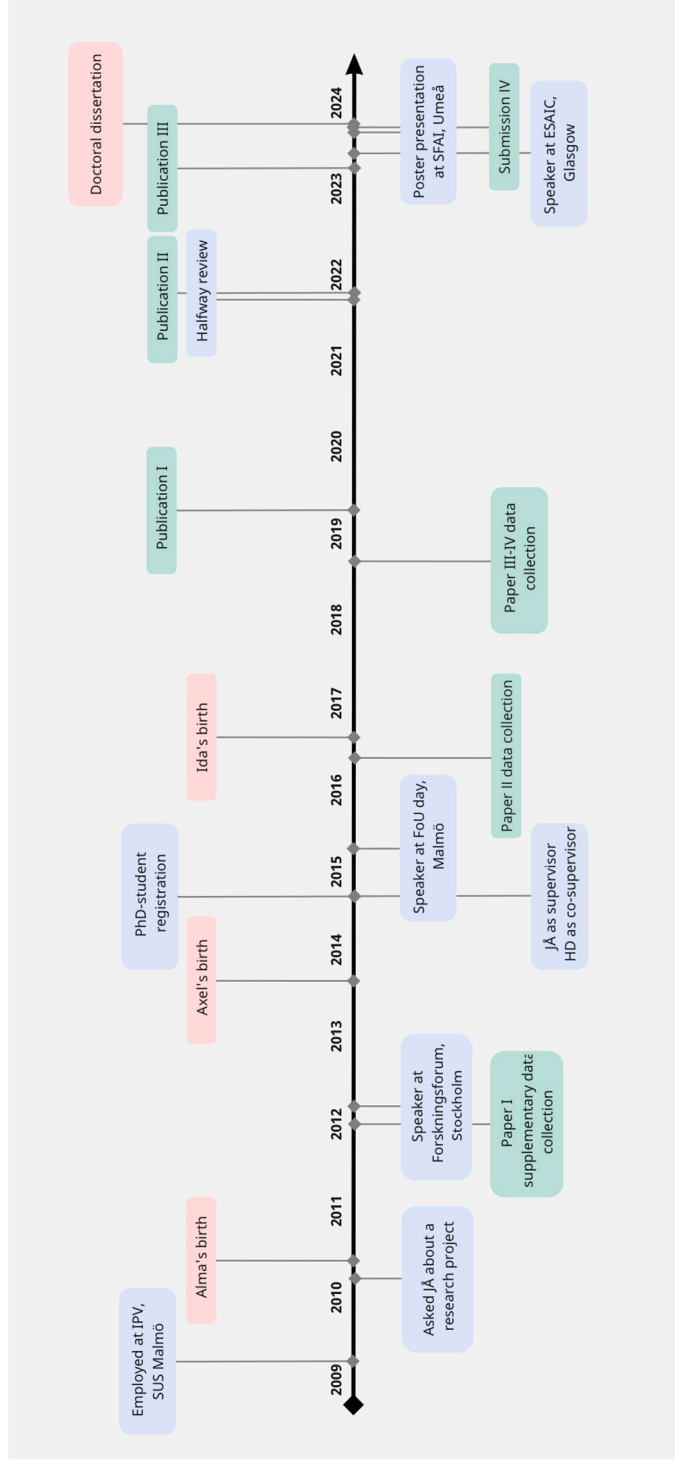 Employed at IPV,
SUS Malmö
Alma's birth
Axel's birth
PhD-student
registration
Ida's birth
Publication I
Publication II
Halfway review
Publication III
Doctoral dissertation
2009
2010
2011
2012
2013
2014
2015
2016
2017
2018
2019
2020
2021
2022
2023
2024
Asked JÅ about a
research project
Speaker at
Forskningsforum,
Stockholm
Paper I
supplementary data
collection
JÅ as supervisor
HD as co-supervisor
Speaker at FoU day,
Malmö
Paper II data collection
Paper III-IV data
collection
Speaker at ESAIC,
Glasgow
Submission IV
Poster presentation
at SFAI, Umeå